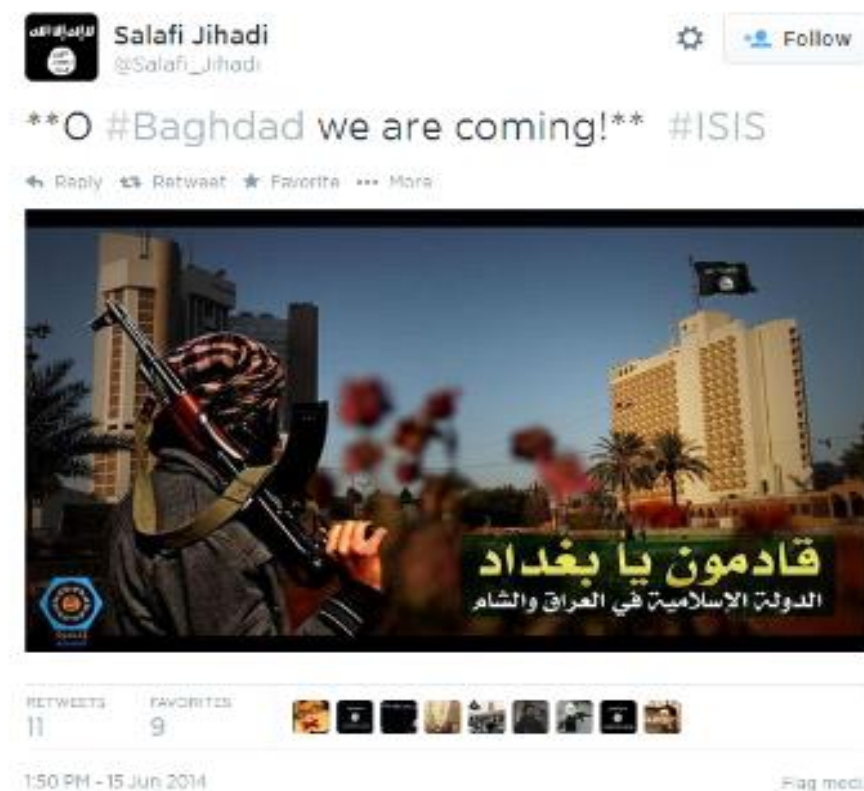 Salafi Jihadi
@Salafi_Jihadi
Follow
**O #Baghdad we are coming!** #ISIS
Reply Retweet Favorite More
قادمون يا بغداد
الدولة الإسلامية في العراق والشام
RETWEETS FAVORITES
11 9
1:50 PM - 15 Jun 2014
Flag